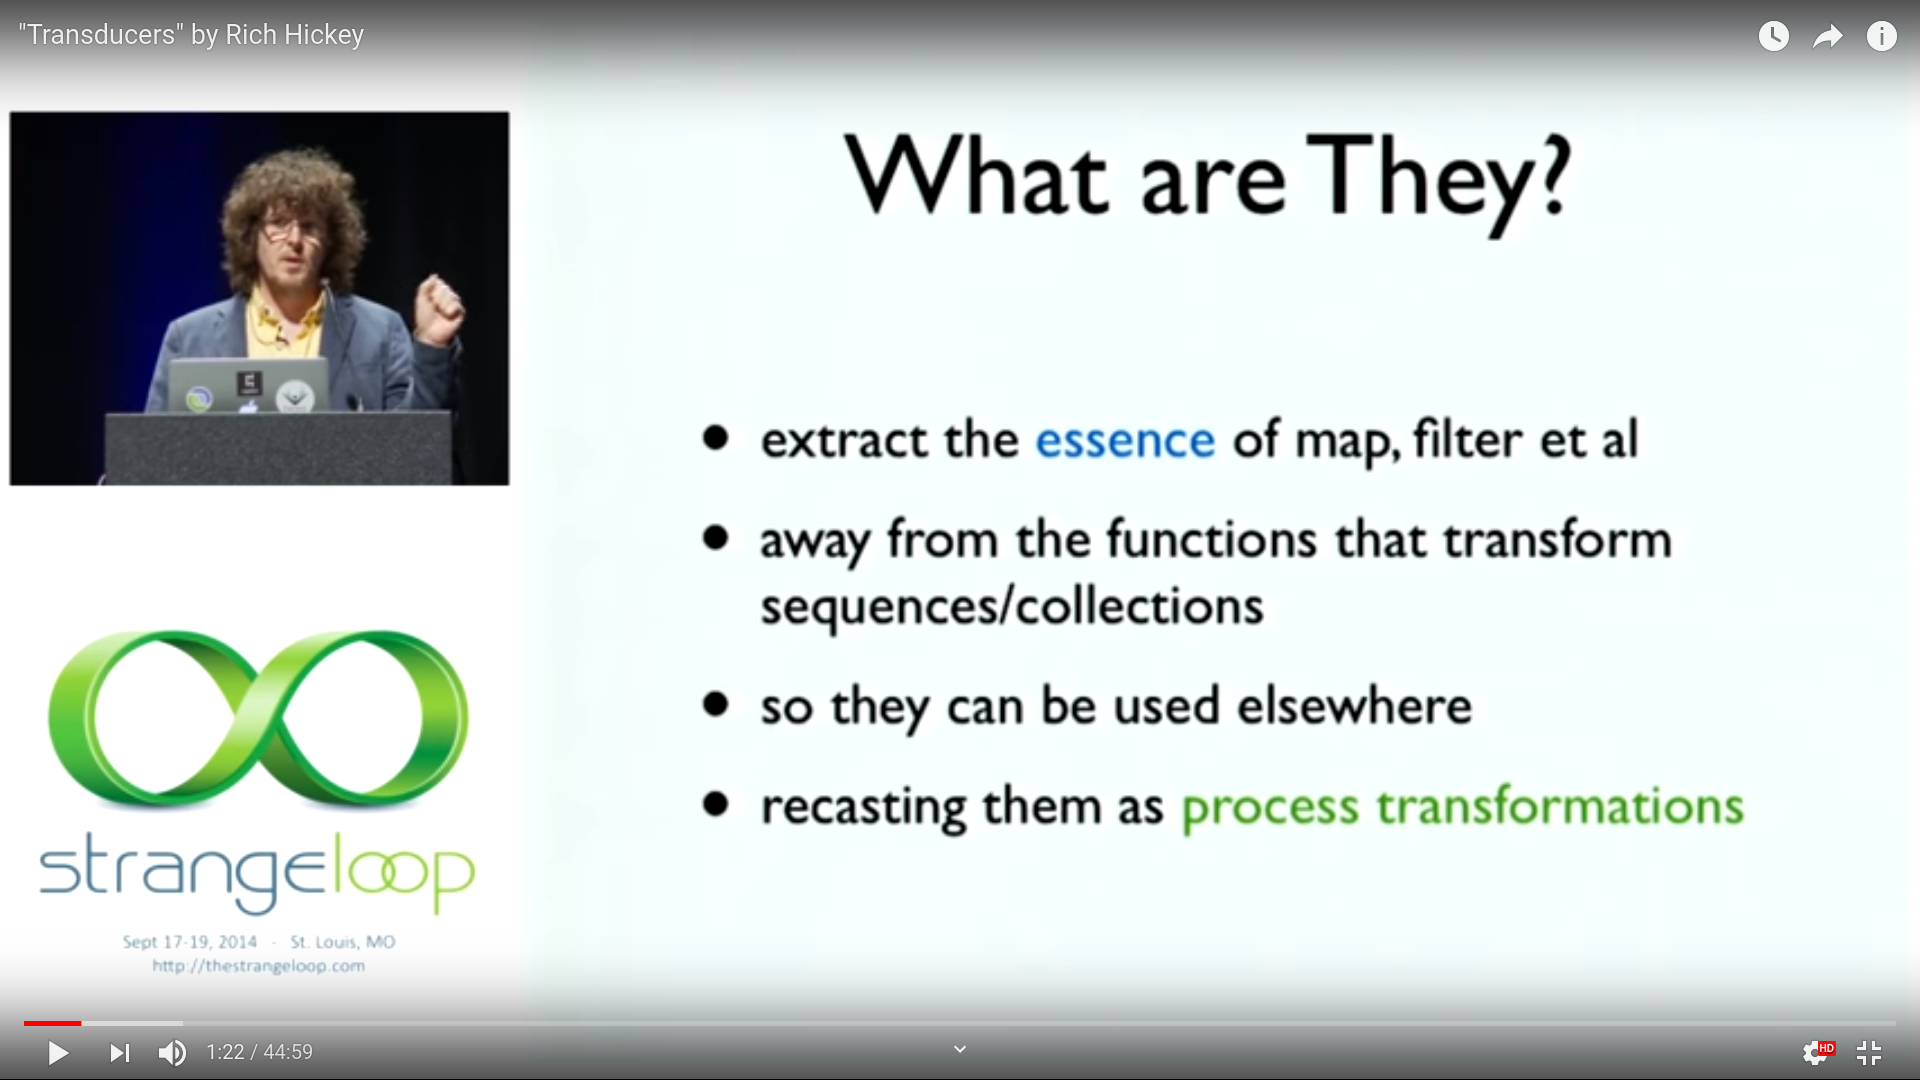 "Transducers" by Rich Hickey
What are They?
• extract the essence of map, filter et al
• away from the functions that transform
sequences/collections
• so they can be used elsewhere
• recasting them as process transformations
strangeloop
Sept 17-19, 2014 - St. Louis, MO
http://thestrangeloop.com
1:22 / 44:59
HD